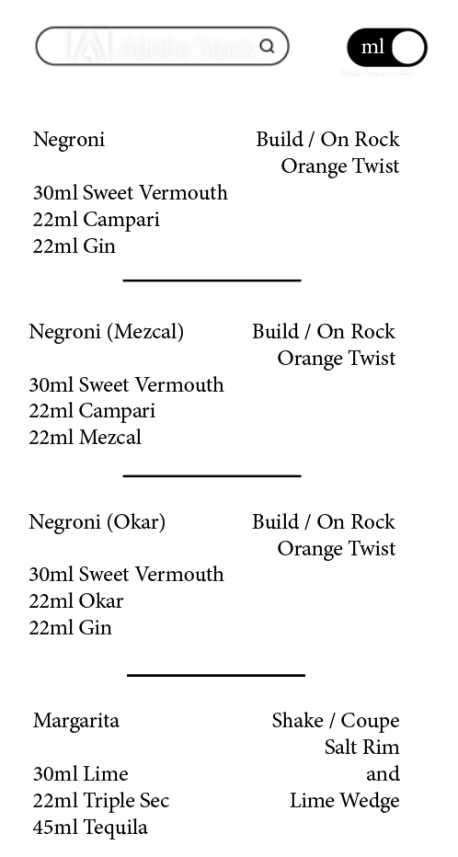 ml
Negroni
Build / On Rock
Orange Twist
30ml Sweet Vermouth
22ml Campari
22ml Gin
Negroni (Mezcal)
Build / On Rock
Orange Twist
30ml Sweet Vermouth
22ml Campari
22ml Mezcal
Negroni (Okar)
Build / On Rock
Orange Twist
30ml Sweet Vermouth
22ml Okar
22ml Gin
Margarita
Shake / Coupe
Salt Rim
and
Lime Wedge
30ml Lime
22ml Triple Sec
45ml Tequila